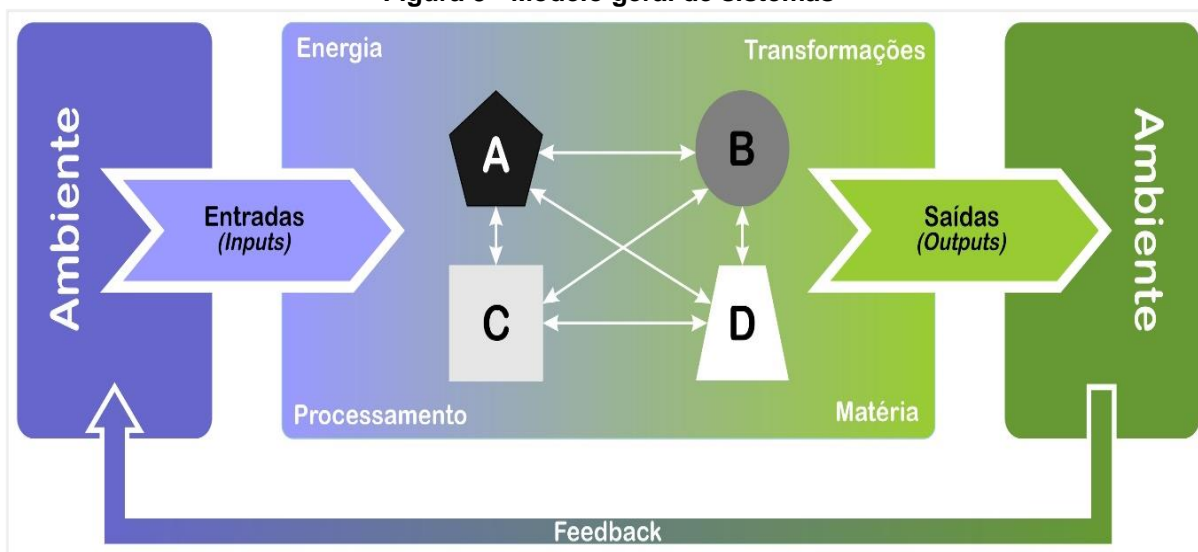 Ambiente
Entradas
(Inputs)
Energia
Transformações
A
B
C
D
Processamento
Matéria
Saídas
(Outputs)
Ambiente
Feedback